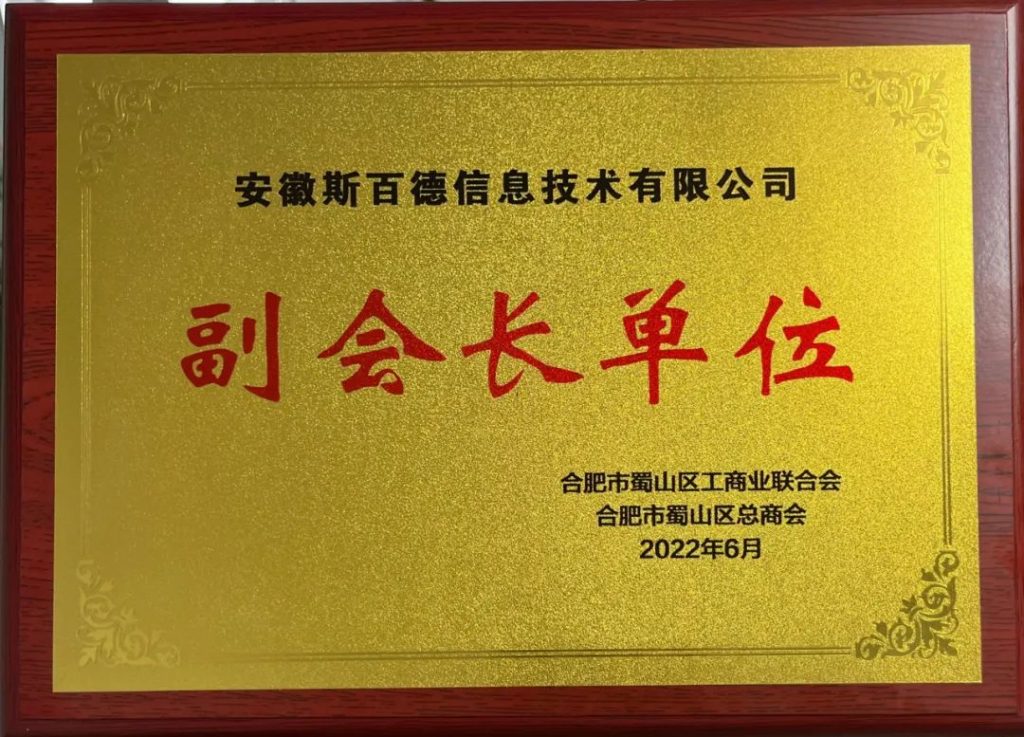 安徽斯百德信息技术有限公司
副会长单位
合肥市蜀山区工商业联合会
合肥市蜀山区总商会
2022年6月